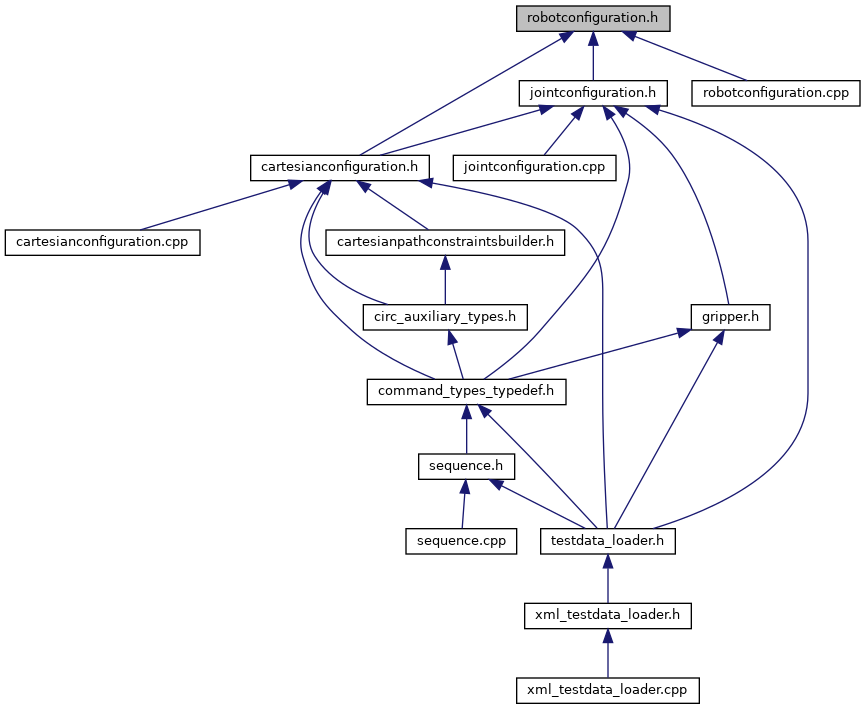 robotconfiguration.h
jointconfiguration.h
robotconfiguration.cpp
cartesianconfiguration.h
jointconfiguration.cpp
cartesianconfiguration.cpp
cartesianpathconstraintsbuilder.h
circ_auxiliary_types.h
gripper.h
command_types_typedef.h
sequence.h
sequence.cpp
testdata_loader.h
xml_testdata_loader.h
xml_testdata_loader.cpp